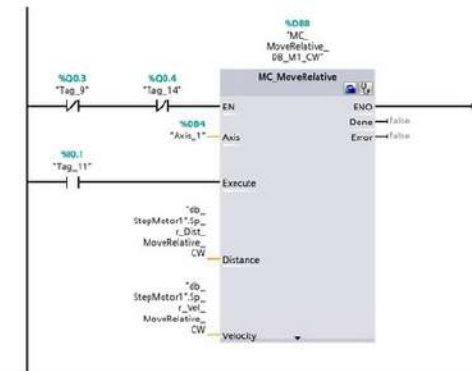 %DB8
"MC_
MoveRelative_
DB_M1_CW"
%Q0.3
"Tag_9"
%Q0.4
"Tag_14"
MC_MoveRelative
EN
ENO
%DB4
"Axis_1"
Axis
Done
false
Error
false
%I0.1
"Tag_11"
Execute
"db_
StepMotor1".Sp_
r_Dist_
MoveRelative_
CW
Distance
"db_
StepMotor1".Sp_
r_Vel_
MoveRelative_
CW
Velocity